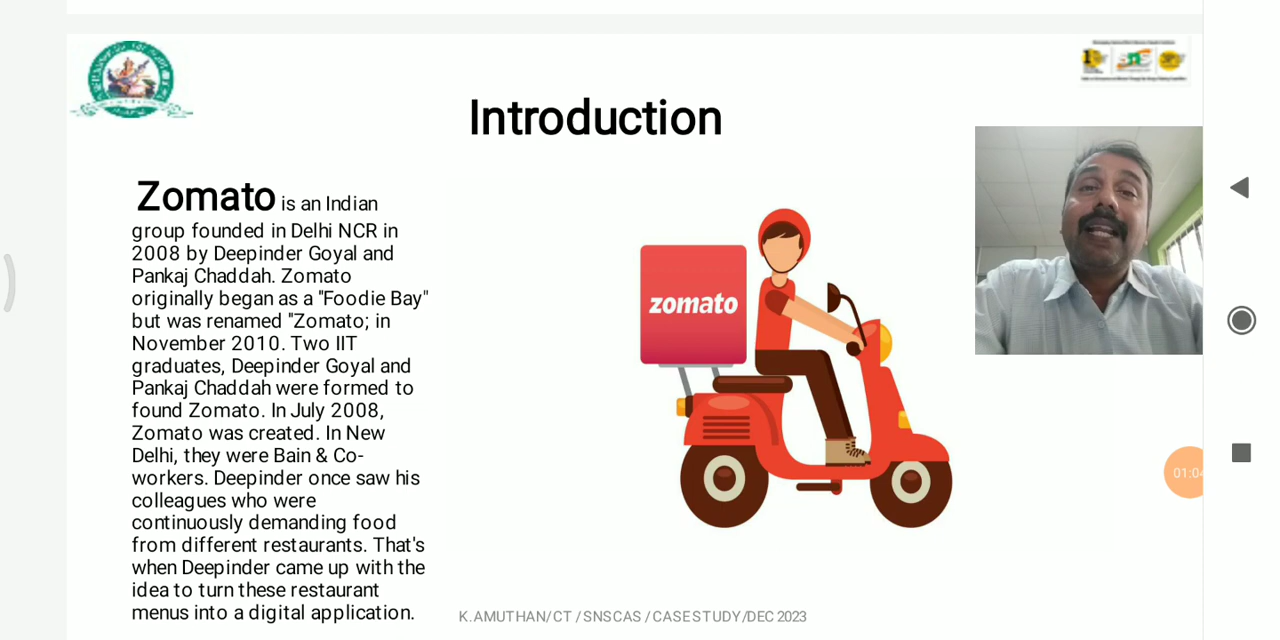 Introduction
Zomato is an Indian
group founded in Delhi NCR in
2008 by Deepinder Goyal and
Pankaj Chaddah. Zomato
originally began as a "Foodie Bay"
but was renamed "Zomato; in
November 2010. Two IIT
graduates, Deepinder Goyal and
Pankaj Chaddah were formed to
found Zomato. In July 2008,
Zomato was created. In New
Delhi, they were Bain & Co-
workers. Deepinder once saw his
colleagues who were
continuously demanding food
from different restaurants. That's
when Deepinder came up with the
idea to turn these restaurant
menus into a digital application.
zomato
01:04
K.AMUTHAN/CT / SNSCAS / CASE STUDY /DEC 2023